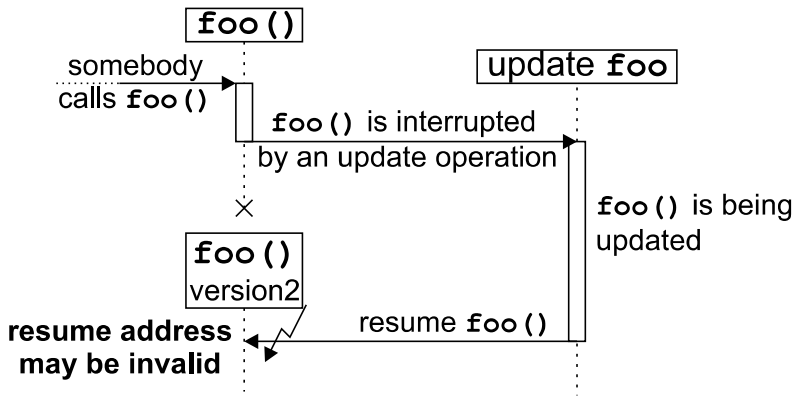 foo()
update foo
somebody
calls foo()
foo() is interrupted
by an update operation
foo() is being
updated
foo()
version2
resume foo()
resume address
may be invalid